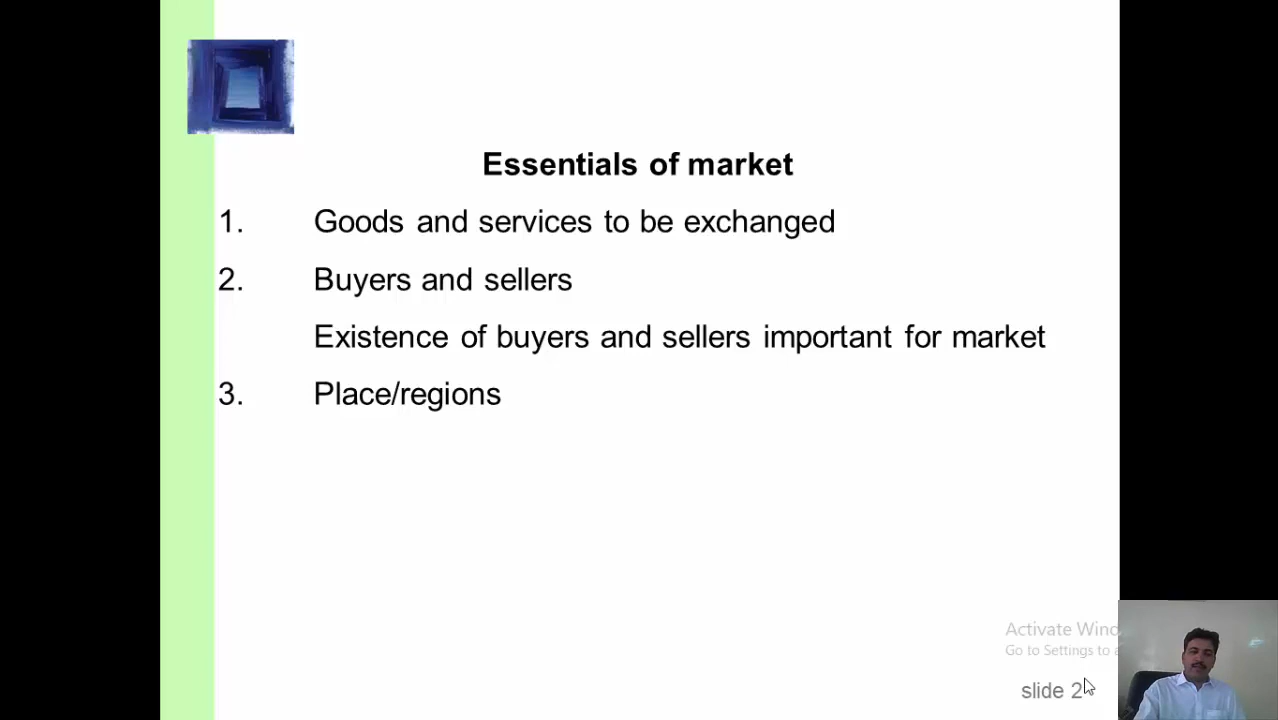 Essentials of market
1. Goods and services to be exchanged
2. Buyers and sellers
Existence of buyers and sellers important for market
3. Place/regions
Activate
Go to Settings to
slide 2